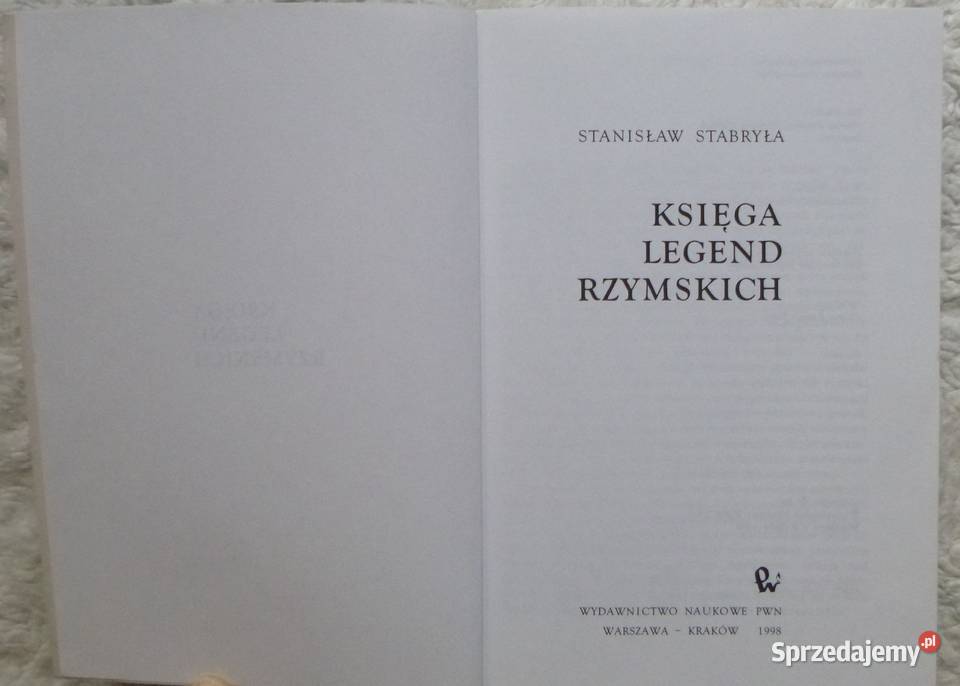 STANISŁAW STABRYŁA
KSIĘGA
LEGEND
RZYMSKICH
WYDAWNICTWO NAUKOWE PWN
WARSZAWA – KRAKÓW 1998
Sprzedajemy.pl